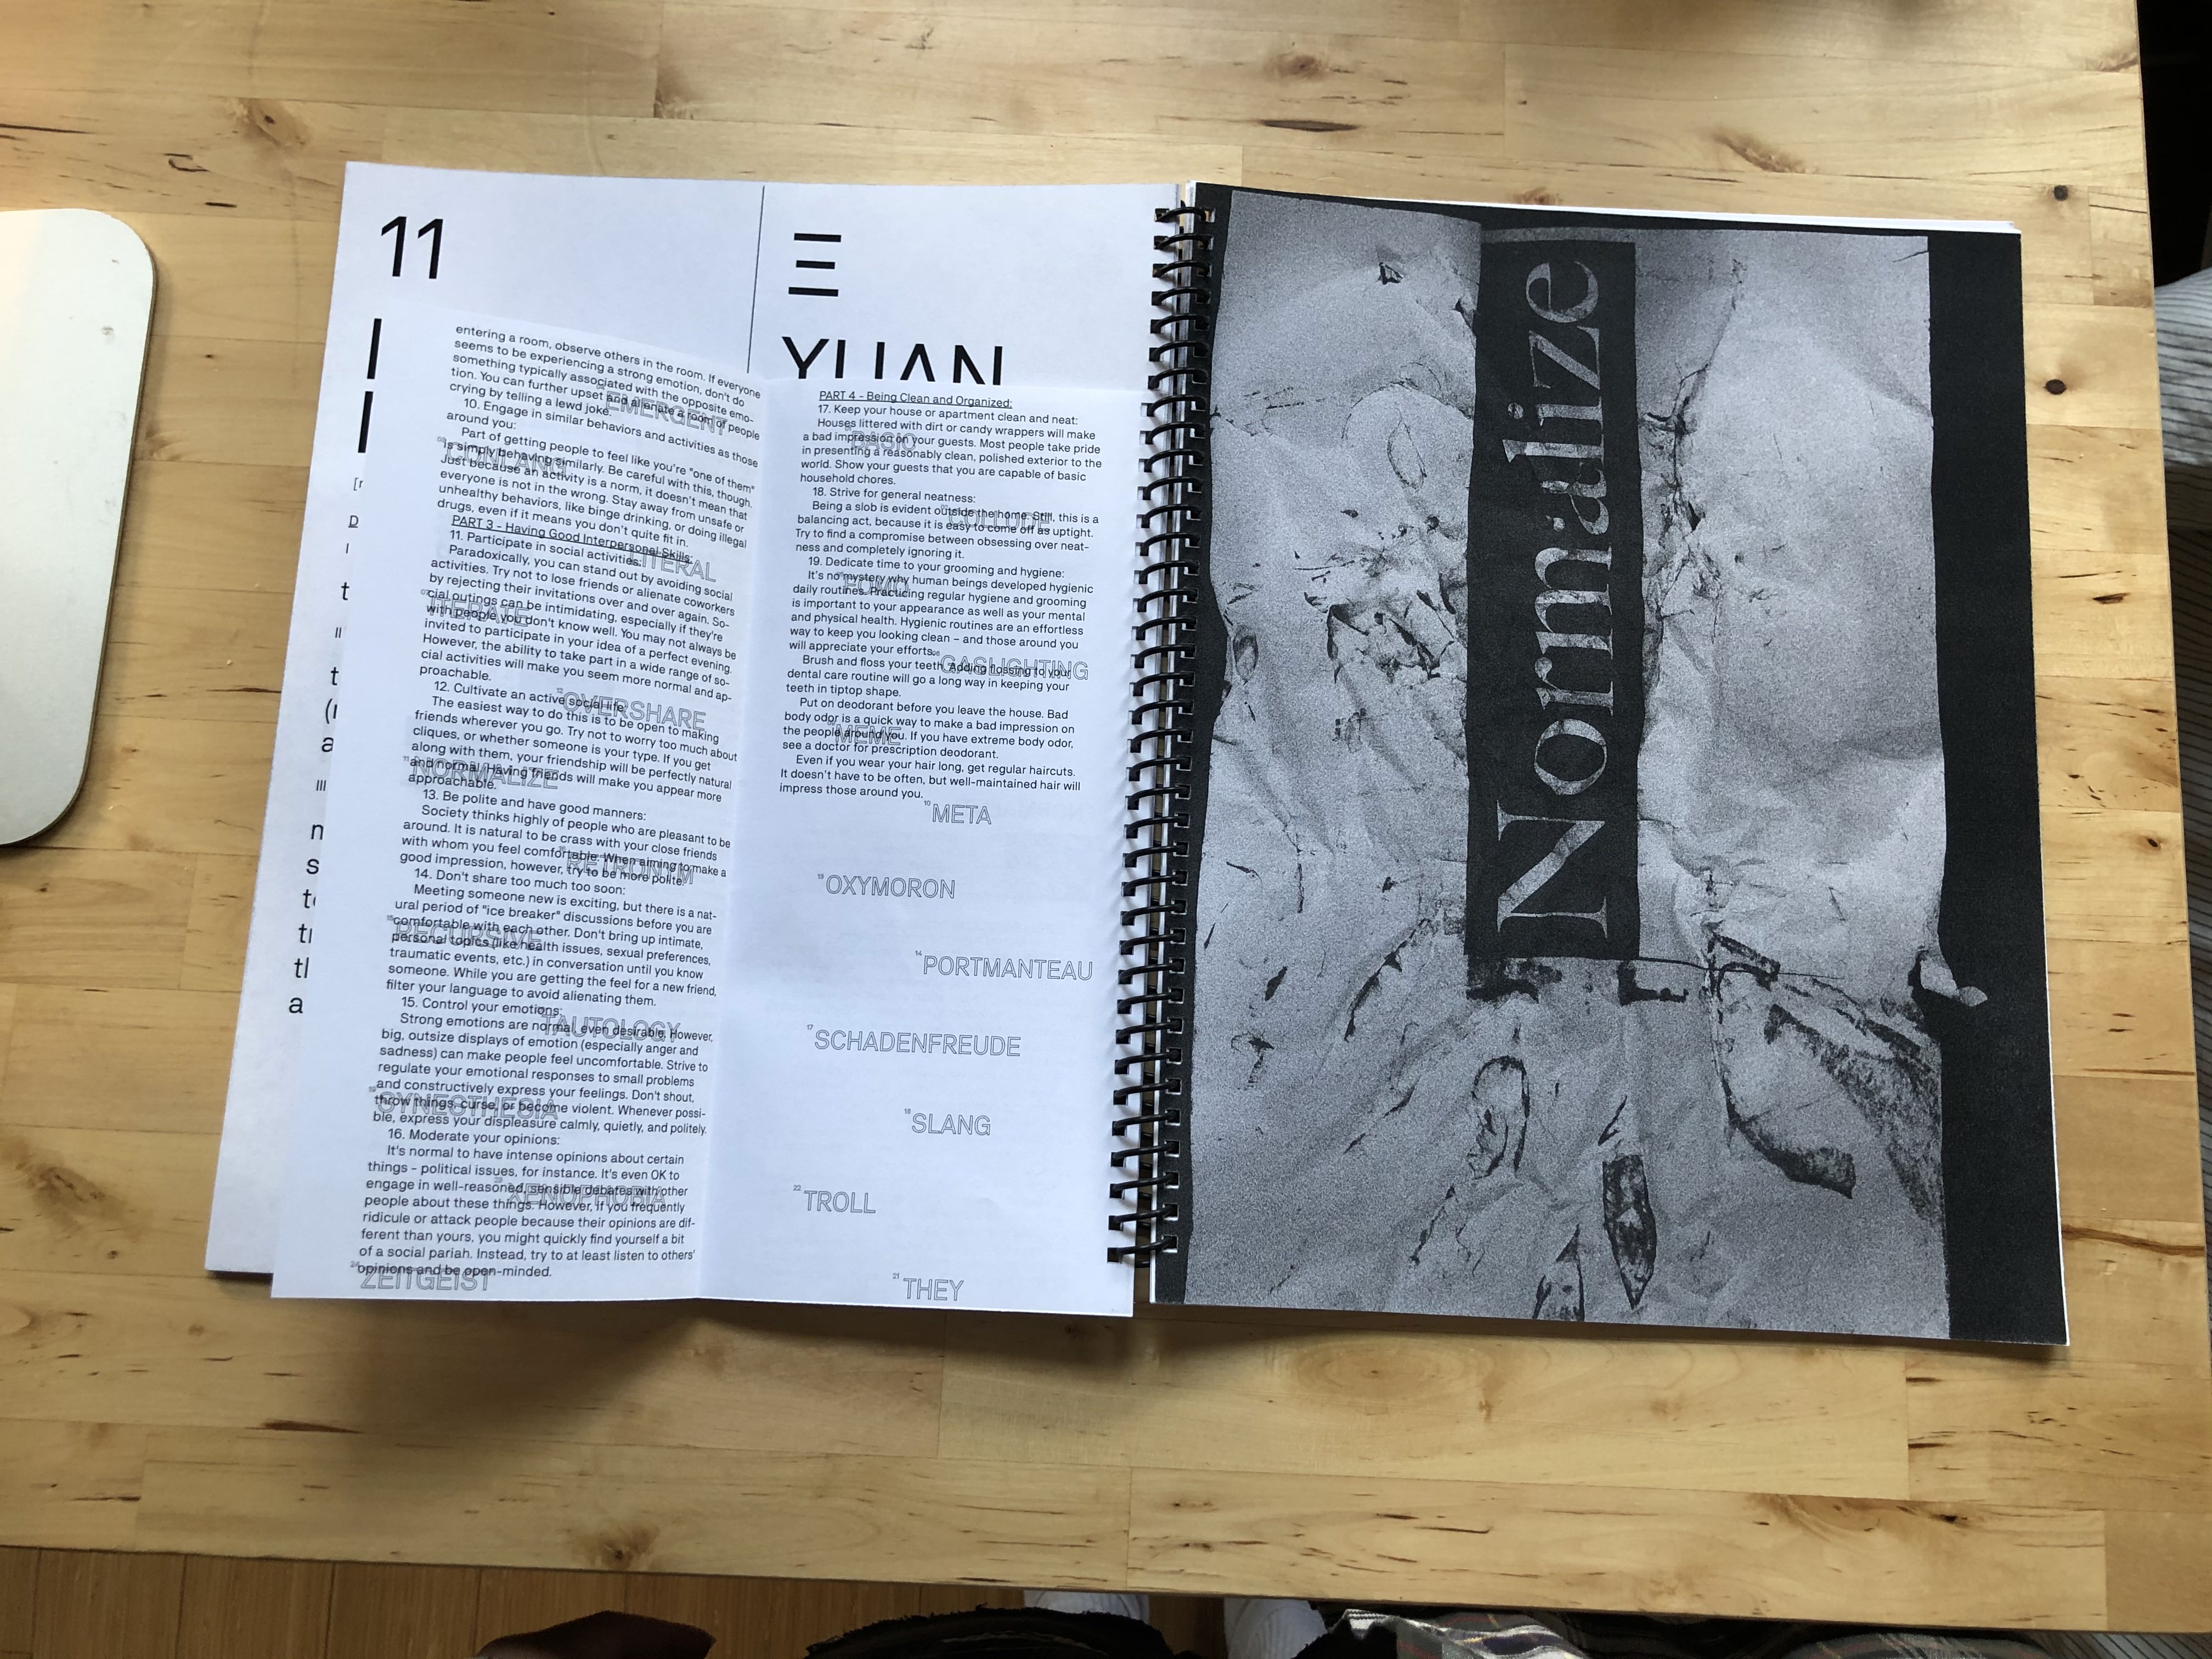 11
YIIAN
entering a room, observe others in the room. If everyone
seems to be experiencing a strong emotion, don't do
something typically associated with the opposite emo-
tion. You can further upset and alienate a room of people
crying by telling a lewd joke.
10. Engage in similar behaviors and activities as those
around you:
Part of getting people to feel like you're "one of them"
is simply behaving similarly. Be careful with this, though.
Just because an activity is a norm, it doesn't mean that
everyone is not in the wrong. Stay away from unsafe or
unhealthy behaviors, like binge drinking, or doing illegal
drugs, even if it means you don't quite fit in.
PART 3 – Having Good Interpersonal Skills:
11. Participate in social activities:
Paradoxically, you can stand out by avoiding social
activities. Try not to lose friends or alienate coworkers
by rejecting their invitations over and over again. So-
cial outings can be intimidating, especially if they're
with people you don't know well. You may not always be
invited to participate in your idea of a perfect evening.
However, the ability to take part in a wide range of so-
cial activities will make you seem more normal and ap-
proachable.
12. Cultivate an active social life:
The easiest way to do this is to be open to making
friends wherever you go. Try not to worry too much about
cliques, or whether someone is your type. If you get
along with them, your friendship will be perfectly natural
and normal. Having friends will make you appear more
approachable.
13. Be polite and have good manners:
Society thinks highly of people who are pleasant to be
around. It is natural to be crass with your close friends
with whom you feel comfortable. When aiming to make a
good impression, however, try to be more polite.
14. Don't share too much too soon:
Meeting someone new is exciting, but there is a nat-
ural period of "ice breaker" discussions before you are
comfortable with each other. Don't bring up intimate,
personal topics (like health issues, sexual preferences,
traumatic events, etc.) in conversation until you know
someone. While you are getting the feel for a new friend,
filter your language to avoid alienating them.
15. Control your emotions:
Strong emotions are normal, even desirable. However,
big, outsize displays of emotion (especially anger and
sadness) can make people feel uncomfortable. Strive to
regulate your emotional responses to small problems
and constructively express your feelings. Don't shout,
throw things, curse, or become violent. Whenever possi-
ble, express your displeasure calmly, quietly, and politely.
16. Moderate your opinions:
It's normal to have intense opinions about certain
things – political issues, for instance. It's even OK to
engage in well-reasoned, sensible debates with other
people about these things. However, if you frequently
ridicule or attack people because their opinions are dif-
ferent than yours, you might quickly find yourself a bit
of a social pariah. Instead, try to at least listen to others'
opinions and be open-minded.
EMERGENT
LITERAL
OVERSHARE
NORMALIZE
TAUTOLOGY
ZEITGEIST
PART 4 – Being Clean and Organized:
17. Keep your house or apartment clean and neat:
Houses littered with dirt or candy wrappers will make
a bad impression on your guests. Most people take pride
in presenting a reasonably clean, polished exterior to the
world. Show your guests that you are capable of basic
household chores.
18. Strive for general neatness:
Being a slob is evident outside the home. Still, this is a
balancing act, because it is easy to come off as uptight.
Try to find a compromise between obsessing over neat-
ness and completely ignoring it.
19. Dedicate time to your grooming and hygiene:
It's no mystery why human beings developed hygienic
daily routines. Practicing regular hygiene and grooming
is important to your appearance as well as your mental
and physical health. Hygienic routines are an effortless
way to keep you looking clean – and those around you
will appreciate your efforts.
Brush and floss your teeth. Adding flossing to your
dental care routine will go a long way in keeping your
teeth in tiptop shape.
Put on deodorant before you leave the house. Bad
body odor is a quick way to make a bad impression on
the people around you. If you have extreme body odor,
see a doctor for prescription deodorant.
Even if you wear your hair long, get regular haircuts.
It doesn't have to be often, but well-maintained hair will
impress those around you.
GASLIGHTING
META
OXYMORON
PORTMANTEAU
SCHADENFREUDE
SLANG
TROLL
THEY
Normalize